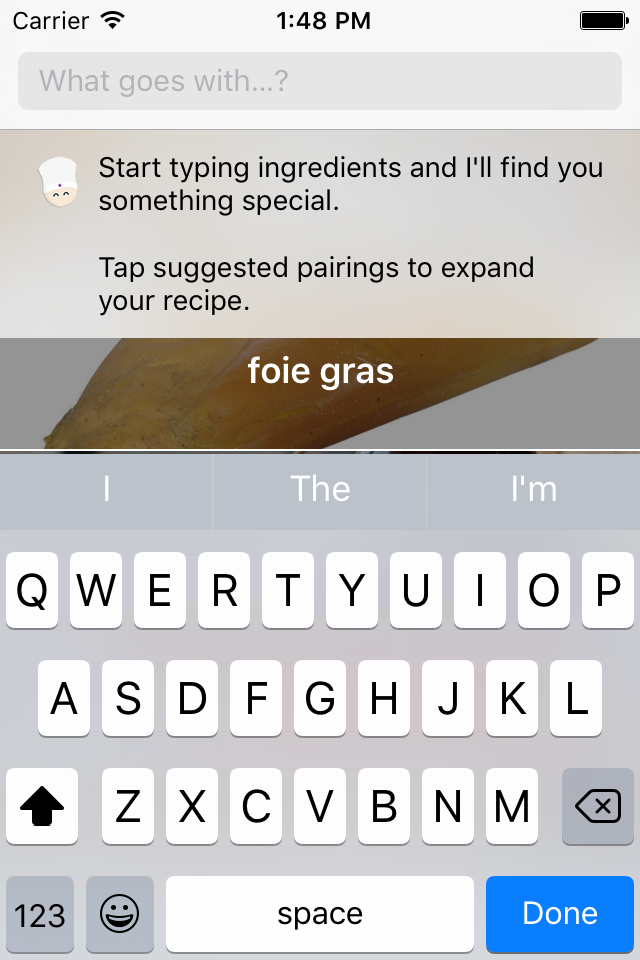 Carrier 1:48 PM
What goes with...?
Start typing ingredients and I'll find you
something special.
Tap suggested pairings to expand
your recipe.
foie gras
I The I'm
Q W E R T Y U I O P
A S D F G H J K L
Z X C V B N M
123 space Done